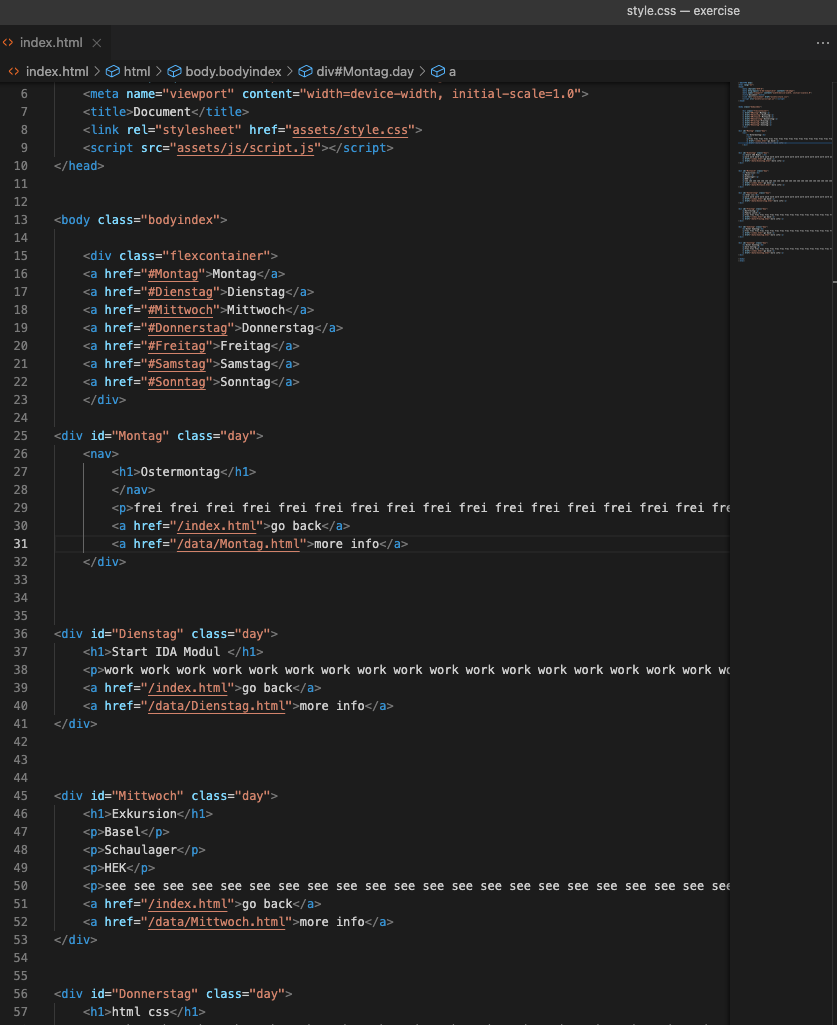 style.css — exercise
<> index.html ×
<> index.html > html > body.bodyindex > div#Montag.day > a
6 <meta name="viewport" content="width=device-width, initial-scale=1.0">
7 <title>Document</title>
8 <link rel="stylesheet" href="assets/style.css">
9 <script src="assets/js/script.js"></script>
10 </head>
11
12
13 <body class="bodyindex">
14
15 <div class="flexcontainer">
16 <a href="#Montag">Montag</a>
17 <a href="#Dienstag">Dienstag</a>
18 <a href="#Mittwoch">Mittwoch</a>
19 <a href="#Donnerstag">Donnerstag</a>
20 <a href="#Freitag">Freitag</a>
21 <a href="#Samstag">Samstag</a>
22 <a href="#Sonntag">Sonntag</a>
23 </div>
24
25 <div id="Montag" class="day">
26 <nav>
27 <h1>Ostermontag</h1>
28 </nav>
29 <p>frei frei frei frei frei frei frei frei frei frei frei frei frei frei frei frei fre
30 <a href="/index.html">go back</a>
31 <a href="/data/Montag.html">more info</a>
32 </div>
33
34
35
36 <div id="Dienstag" class="day">
37 <h1>Start IDA Modul </h1>
38 <p>work work work work work work work work work work work work work work work work work wo
39 <a href="/index.html">go back</a>
40 <a href="/data/Dienstag.html">more info</a>
41 </div>
42
43
44
45 <div id="Mittwoch" class="day">
46 <h1>Exkursion</h1>
47 <p>Basel</p>
48 <p>Schaulager</p>
49 <p>HEK</p>
50 <p>see see see see see see see see see see see see see see see see see see see see see see
51 <a href="/index.html">go back</a>
52 <a href="/data/Mittwoch.html">more info</a>
53 </div>
54
55
56 <div id="Donnerstag" class="day">
57 <h1>html css</h1>